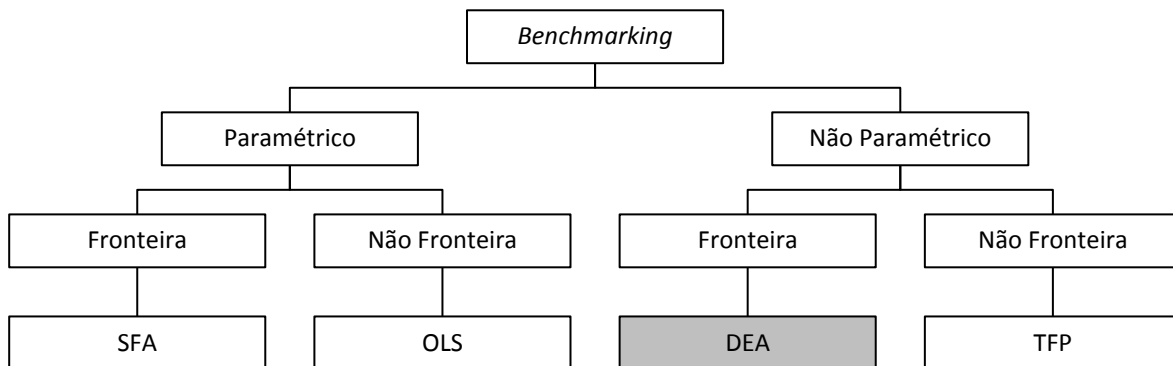 Benchmarking
Paramétrico
Não Paramétrico
Fronteira
Não Fronteira
Fronteira
Não Fronteira
SFA
OLS
DEA
TFP